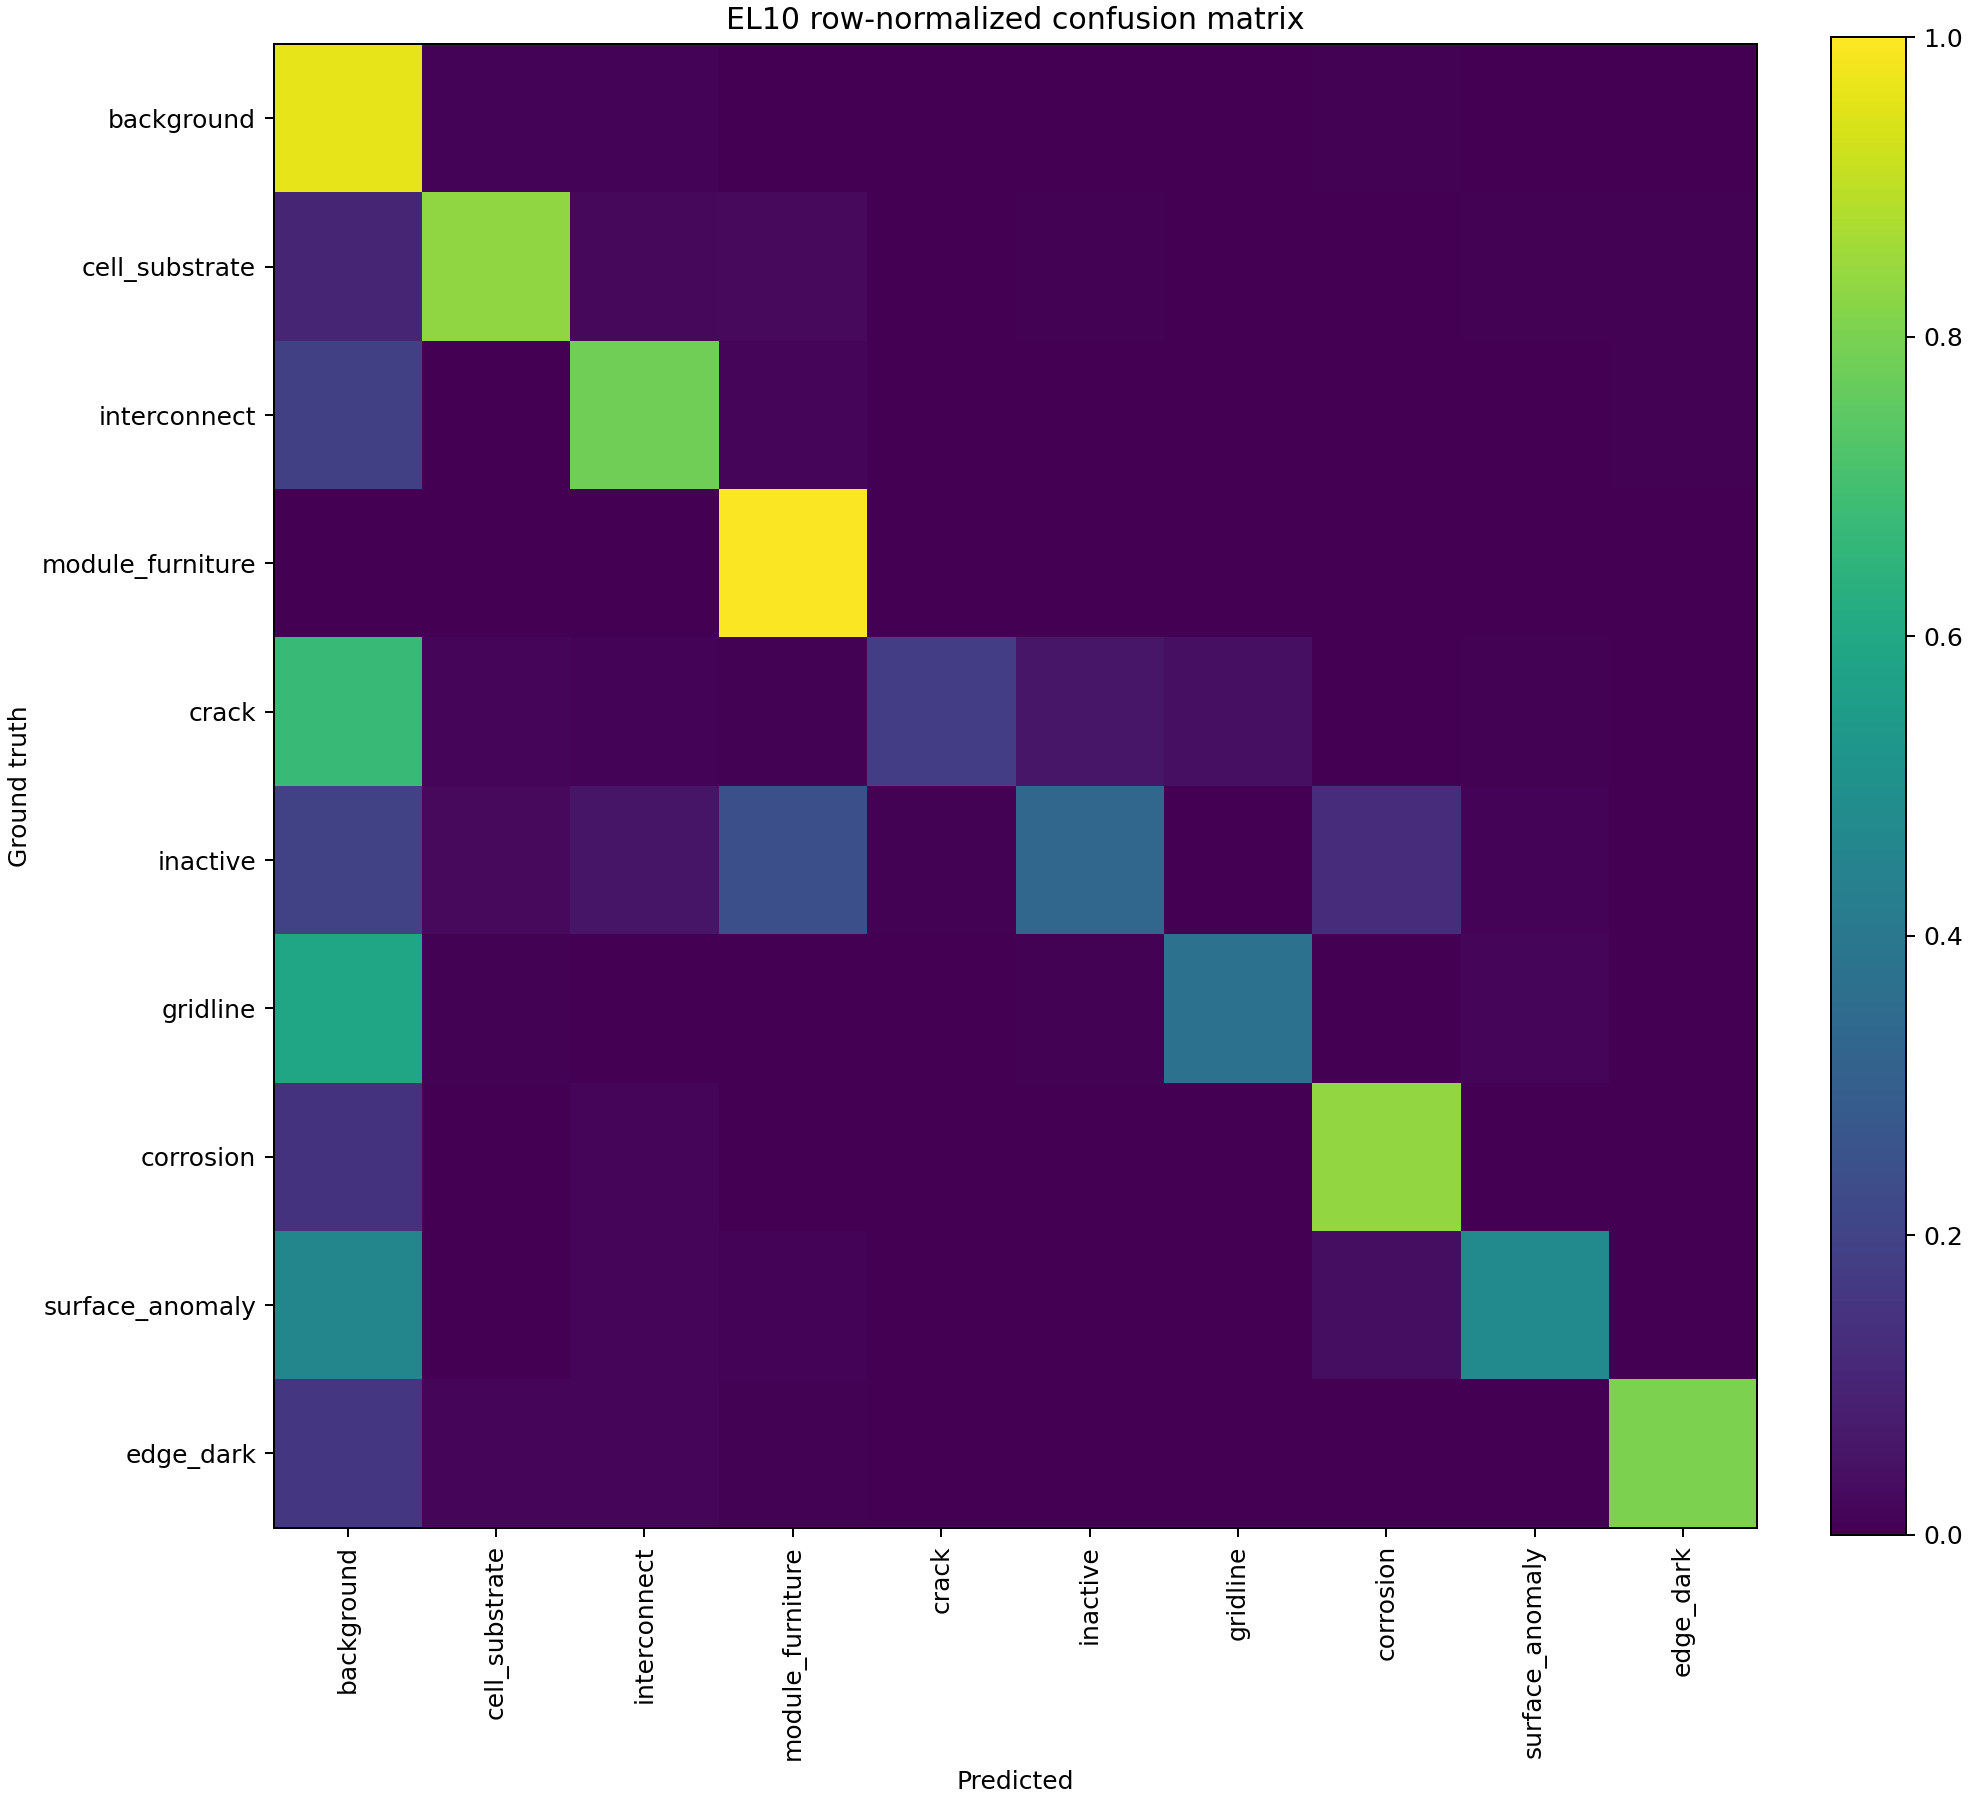 EL10 row-normalized confusion matrix
Ground truth
background
cell_substrate
interconnect
module_furniture
crack
inactive
gridline
corrosion
surface_anomaly
edge_dark
background
cell_substrate
interconnect
module_furniture
crack
inactive
gridline
corrosion
surface_anomaly
edge_dark
Predicted
1.0
0.8
0.6
0.4
0.2
0.0